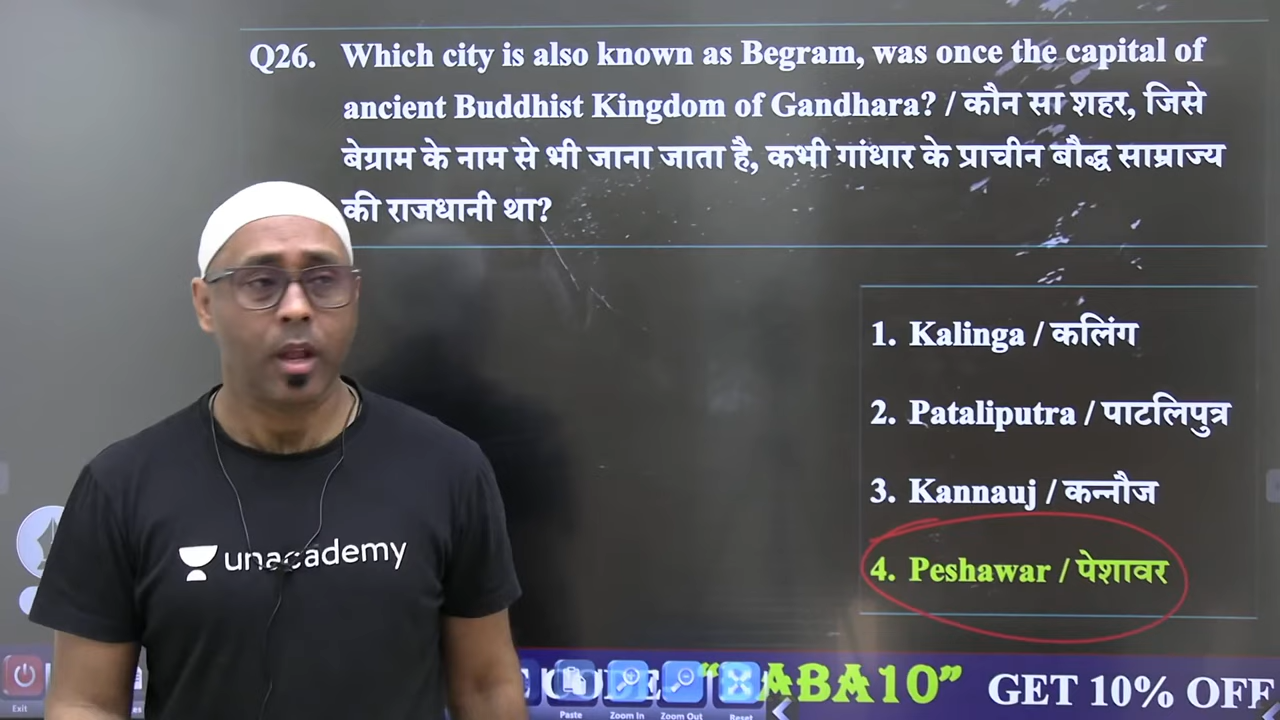 Q26. Which city is also known as Begram, was once the capital of
ancient Buddhist Kingdom of Gandhara? / कौन सा शहर, जिसे
बेग्राम के नाम से भी जाना जाता है, कभी गांधार के प्राचीन बौद्ध साम्राज्य
की राजधानी था?
1. Kalinga / कलिंग
2. Pataliputra / पाटलिपुत्र
3. Kannauj / कन्नौज
4. Peshawar / पेशावर
unacademy
"BABA10" GET 10% OFF
Exit
Paste Zoom In Zoom Out Reset